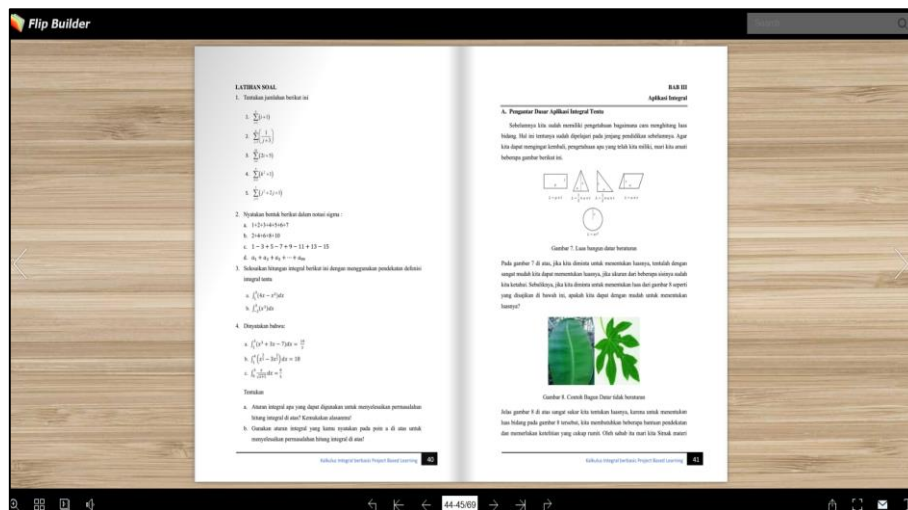 Flip Builder
Search
LATIHAN SOAL
1. Tentukan jumlahan berikut ini
1.
2.
3.
4.
5.
2. Nyatakan bentuk berikut dalam notasi sigma :
a. 1+2+3+4+5+6+7
b. 2+4+6+8+10
c. 1 − 3 + 5 − 7 + 9 − 11 + 13 − 15
d.
3. Selesaikan hitungan integral berikut ini dengan menggunakan pendekatan definisi
integral tentu
a.
b.
4. Dinyatakan bahwa:
a.
b.
c.
Tentukan
a. Aturan integral apa yang dapat digunakan untuk menyelesaikan permasalahan
hitung integral di atas? Kemukakan alasanmu!
b. Gunakan aturan integral yang kamu nyatakan pada poin a di atas untuk
menyelesaikan permasalahan hitung integral di atas!
Kalkulus Integral berbasis Project Based Learning 40
BAB III
Aplikasi Integral
A. Pengantar Dasar Aplikasi Integral Tentu
Sebelumnya kita sudah memiliki pengetahuan bagaimana cara menghitung luas
bidang. Hal ini tentunya sudah dipelajari pada jenjang pendidikan sebelumnya. Agar
kita dapat mengingat kembali, pengetahuan apa yang telah kita miliki, mari kita amati
beberapa gambar berikut ini.
Gambar 7. Luas bangun datar beraturan
Pada gambar 7 di atas, jika kita diminta untuk menentukan luasnya, tentulah dengan
sangat mudah kita dapat menentukan luasnya, jika ukuran dari beberapa sisinya sudah
kita ketahui. Sebaliknya, jika kita diminta untuk menentukan luas dari gambar 8 seperti
yang disajikan di bawah ini, apakah kita dapat dengan mudah untuk menentukan
luasnya?
Gambar 8. Contoh Bagun Datar tidak beraturan
Jelas gambar 8 di atas sangat sukar kita tentukan luasnya, karena untuk menentukan
luas bidang pada gambar 8 tersebut, kita membutuhkan beberapa bantuan pendekatan
dan memerlukan ketelitian yang cukup rumit. Oleh sebab itu mari kita Simak materi
Kalkulus Integral berbasis Project Based Learning 41
44-45/69